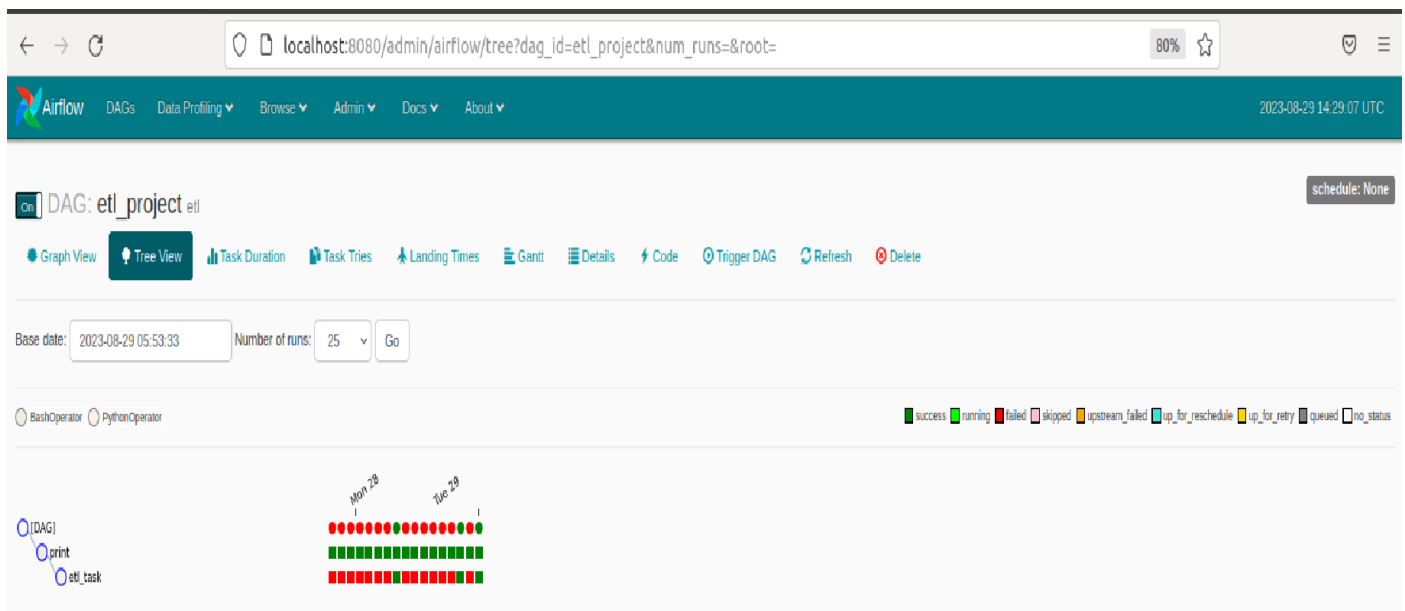 localhost:8080/admin/airflow/tree?dag_id=etl_project&num_runs=&root= 80%
Airflow DAGs Data Profiling Browse Admin Docs About 2023-08-29 14:29:07 UTC
schedule: None
On DAG: etl_project etl
Graph View Tree View Task Duration Task Tries Landing Times Gantt Details Code Trigger DAG Refresh Delete
Base date: 2023-08-29 05:53:33 Number of runs: 25 Go
BashOperator PythonOperator success running failed skipped upstream_failed up_for_reschedule up_for_retry queued no_status
Mon 28 Tue 29
[DAG]
print
etl_task